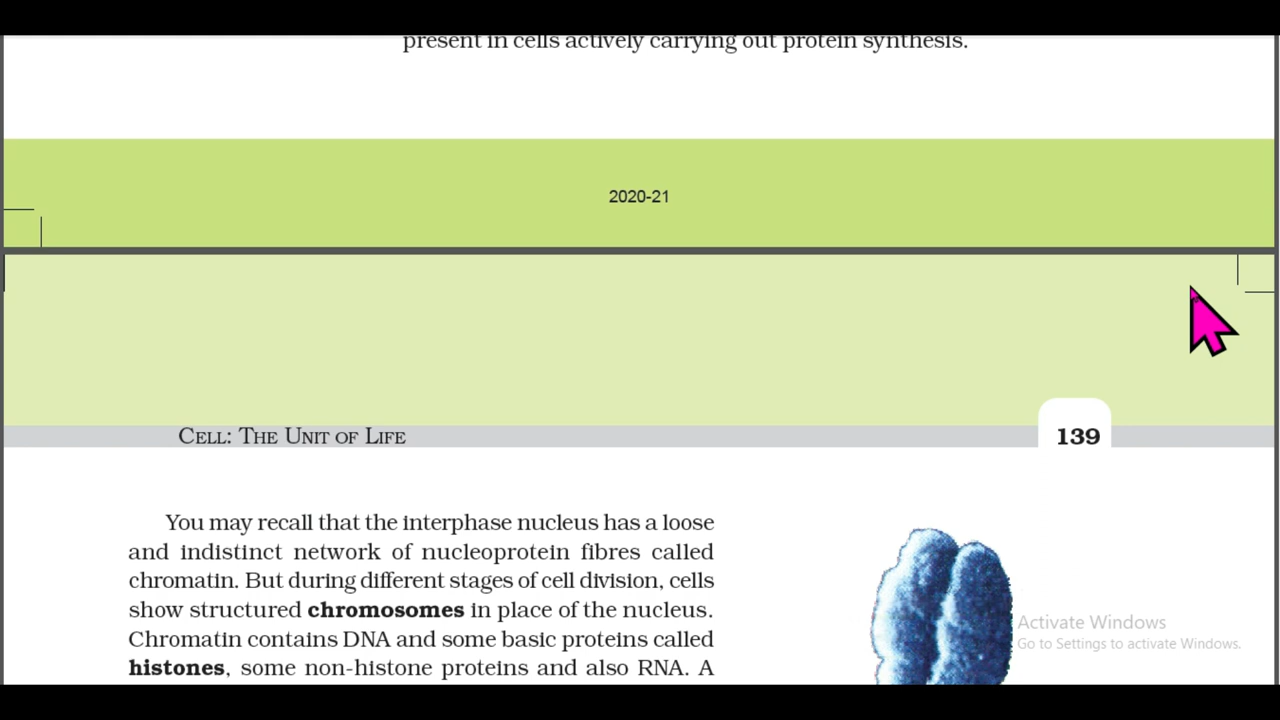 present in cells actively carrying out protein synthesis.
2020-21
CELL: THE UNIT OF LIFE
139
You may recall that the interphase nucleus has a loose
and indistinct network of nucleoprotein fibres called
chromatin. But during different stages of cell division, cells
show structured chromosomes in place of the nucleus.
Chromatin contains DNA and some basic proteins called
histones, some non-histone proteins and also RNA. A
Activate Windows
Go to Settings to activate Windows.